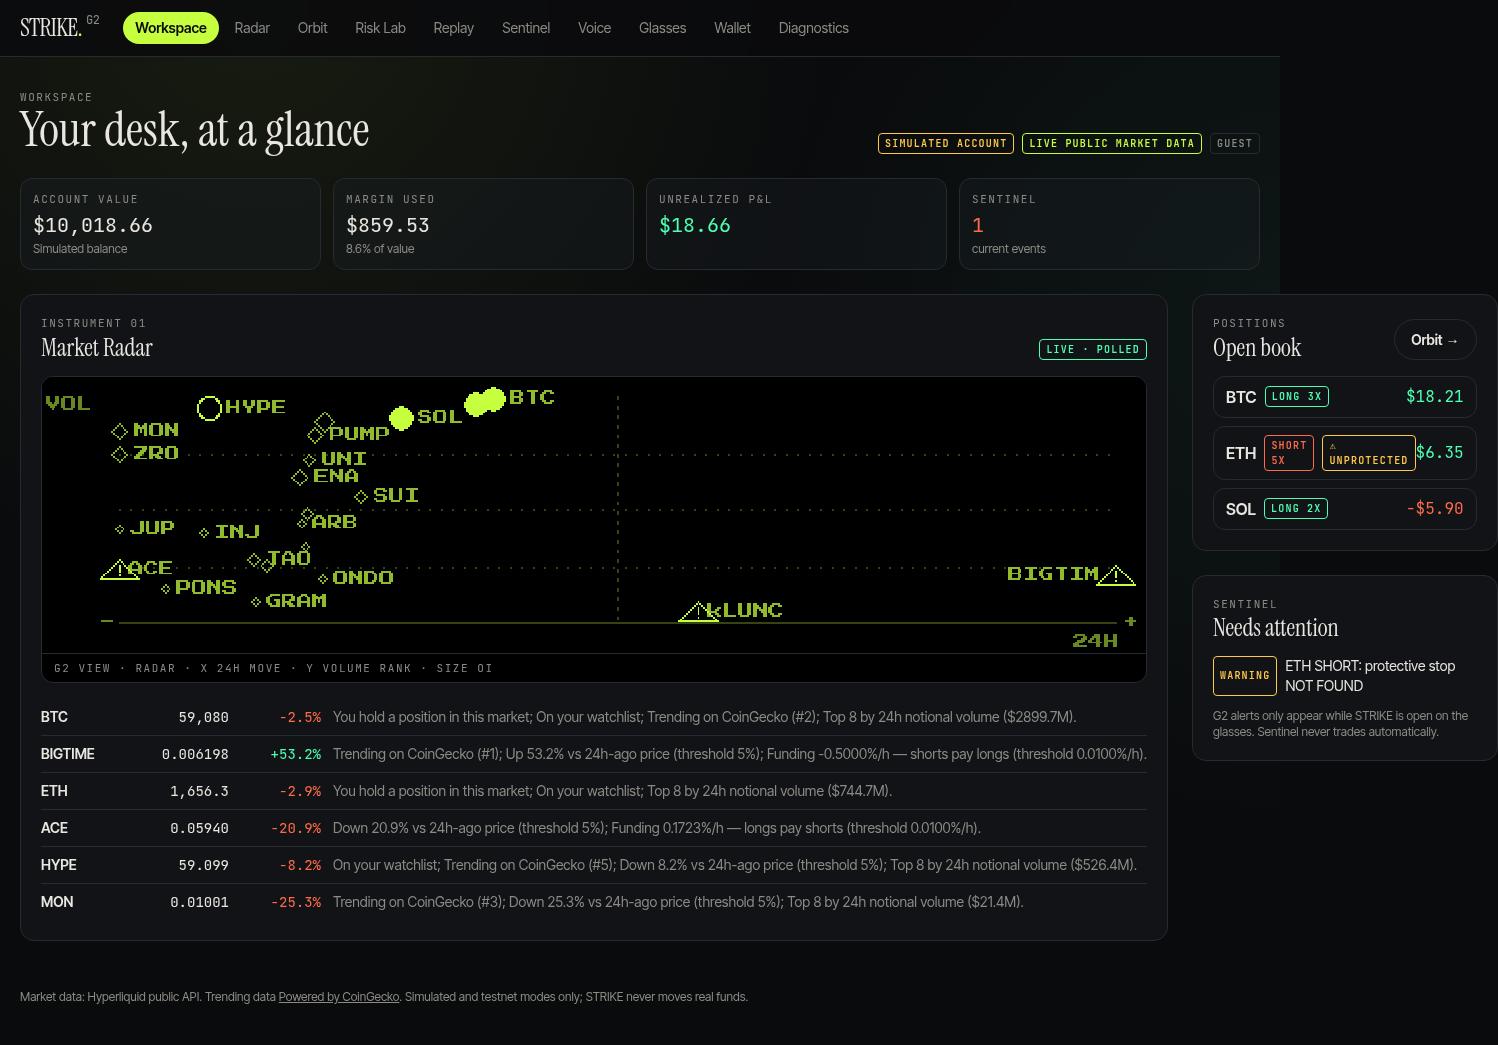 STRIKE. G2
Workspace
Radar
Orbit
Risk Lab
Replay
Sentinel
Voice
Glasses
Wallet
Diagnostics
WORKSPACE
Your desk, at a glance
SIMULATED ACCOUNT
LIVE PUBLIC MARKET DATA
GUEST
ACCOUNT VALUE
$10,018.66
Simulated balance
MARGIN USED
$859.53
8.6% of value
UNREALIZED P&L
$18.66
SENTINEL
1
current events
INSTRUMENT 01
Market Radar
LIVE · POLLED
VOL
HYPE
BTC
SOL
MON
PUMP
ZRO
UNI
ENA
SUI
ARB
JUP
INJ
TAO
ACE
ONDO
BIGTIM
PONS
GRAM
kLUNC
−
+
24H
G2 VIEW · RADAR · X 24H MOVE · Y VOLUME RANK · SIZE OI
BTC 59,080 -2.5% You hold a position in this market; On your watchlist; Trending on CoinGecko (#2); Top 8 by 24h notional volume ($2899.7M).
BIGTIME 0.006198 +53.2% Trending on CoinGecko (#1); Up 53.2% vs 24h-ago price (threshold 5%); Funding -0.5000%/h — shorts pay longs (threshold 0.0100%/h).
ETH 1,656.3 -2.9% You hold a position in this market; On your watchlist; Top 8 by 24h notional volume ($744.7M).
ACE 0.05940 -20.9% Down 20.9% vs 24h-ago price (threshold 5%); Funding 0.1723%/h — longs pay shorts (threshold 0.0100%/h).
HYPE 59.099 -8.2% On your watchlist; Trending on CoinGecko (#5); Down 8.2% vs 24h-ago price (threshold 5%); Top 8 by 24h notional volume ($526.4M).
MON 0.01001 -25.3% Trending on CoinGecko (#3); Down 25.3% vs 24h-ago price (threshold 5%); Top 8 by 24h notional volume ($21.4M).
POSITIONS
Open book
Orbit →
BTC LONG 3X $18.21
ETH SHORT 5X ⚠ UNPROTECTED $6.35
SOL LONG 2X -$5.90
SENTINEL
Needs attention
WARNING
ETH SHORT: protective stop
NOT FOUND
G2 alerts only appear while STRIKE is open on the
glasses. Sentinel never trades automatically.
Market data: Hyperliquid public API. Trending data Powered by CoinGecko. Simulated and testnet modes only; STRIKE never moves real funds.